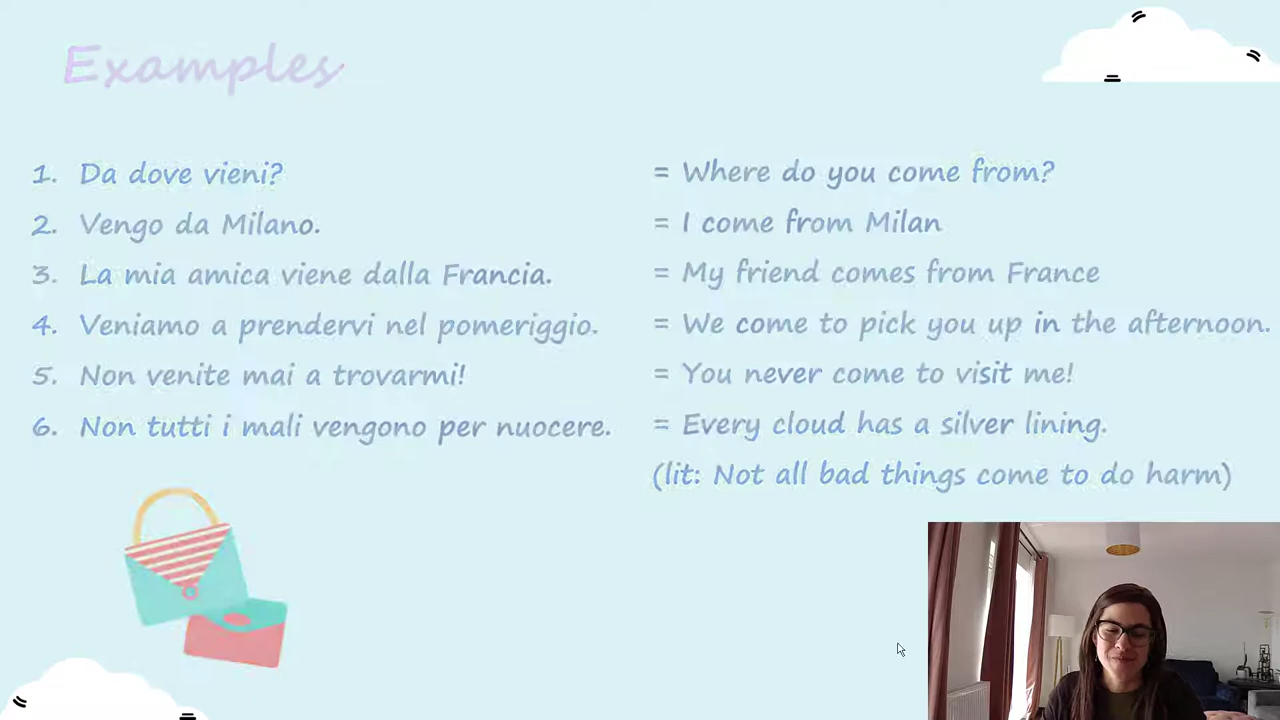 Examples
1. Da dove vieni? = Where do you come from?
2. Vengo da Milano. = I come from Milan
3. La mia amica viene dalla Francia. = My friend comes from France
4. Veniamo a prendervi nel pomeriggio. = We come to pick you up in the afternoon.
5. Non venite mai a trovarmi! = You never come to visit me!
6. Non tutti i mali vengono per nuocere. = Every cloud has a silver lining.
(lit: Not all bad things come to do harm)